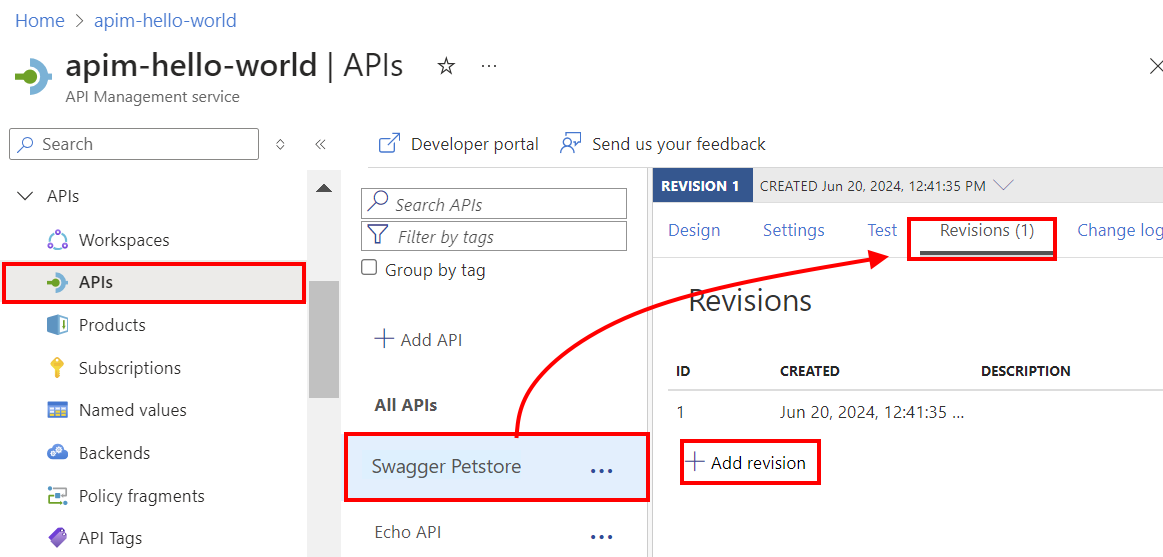 Home > apim-hello-world
apim-hello-world | APIs
API Management service
Search
«
Developer portal
Send us your feedback
APIs
Workspaces
APIs
Products
Subscriptions
Named values
Backends
Policy fragments
API Tags
Search APIs
Filter by tags
Group by tag
Add API
All APIs
Swagger Petstore
Echo API
REVISION 1 CREATED Jun 20, 2024, 12:41:35 PM
Design Settings Test Revisions (1) Change log
Revisions
ID CREATED DESCRIPTION
1 Jun 20, 2024, 12:41:35 ...
Add revision